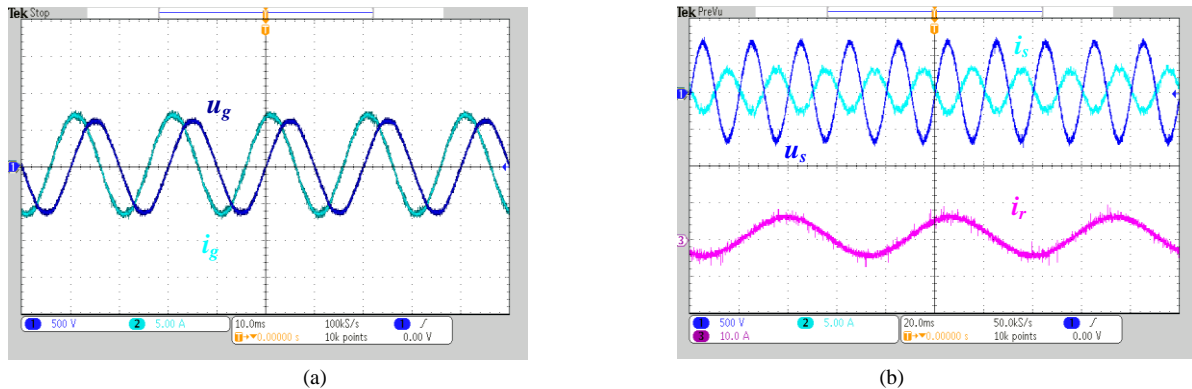 Tek Stop
T
T
u_g
1
i_g
1 500 V 2 5.00 A
10.0ms 100kS/s 1 ∫
T→▼0.00000 s 10k points 0.00 V
(a)
Tek PreVu
T
T
i_s
1
u_s
i_r
3
1 500 V 2 5.00 A
3 10.0 A
20.0ms 50.0kS/s 1 ∫
T→▼0.00000 s 10k points 0.00 V
(b)